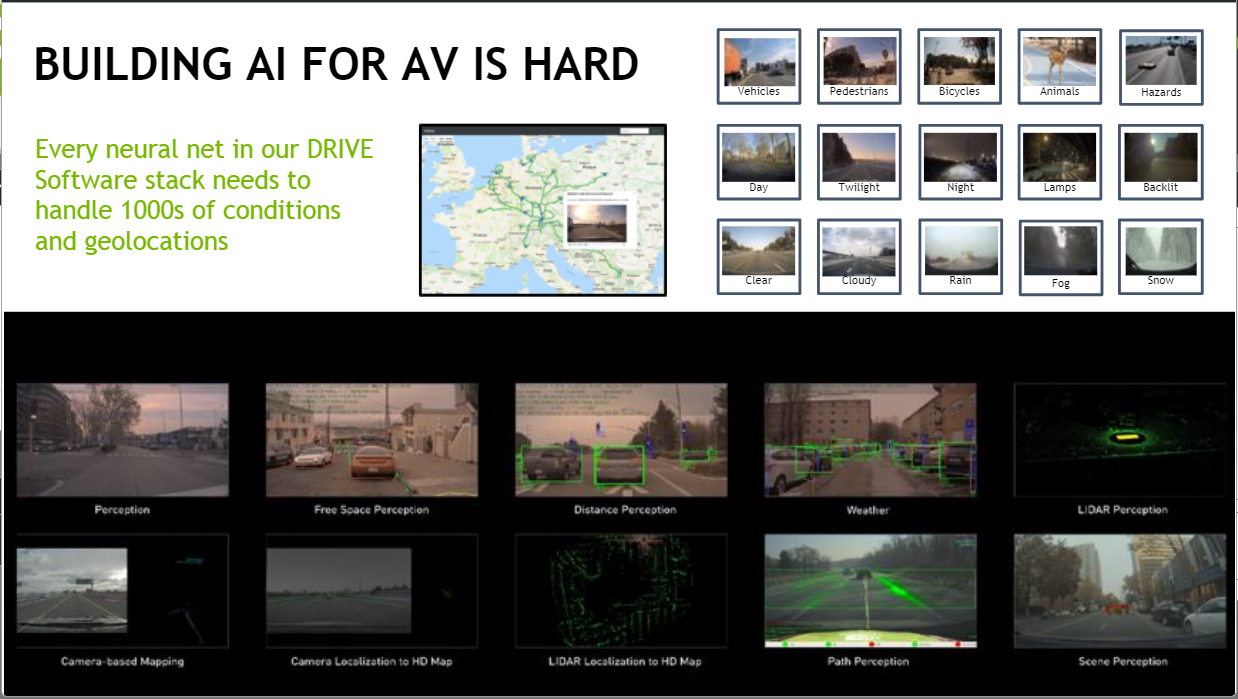 BUILDING AI FOR AV IS HARD
Every neural net in our DRIVE
Software stack needs to
handle 1000s of conditions
and geolocations
Vehicles
Pedestrians
Bicycles
Animals
Hazards
Day
Twilight
Night
Lamps
Backlit
Clear
Cloudy
Rain
Fog
Snow
Perception
Free Space Perception
Distance Perception
Weather
LIDAR Perception
Camera-based Mapping
Camera Localization to HD Map
LIDAR Localization to HD Map
Path Perception
Scene Perception